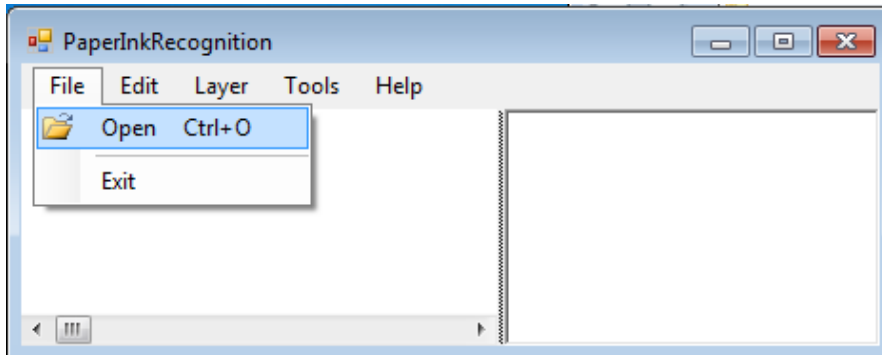 PaperInkRecognition
File Edit Layer Tools Help
Open Ctrl+O
Exit